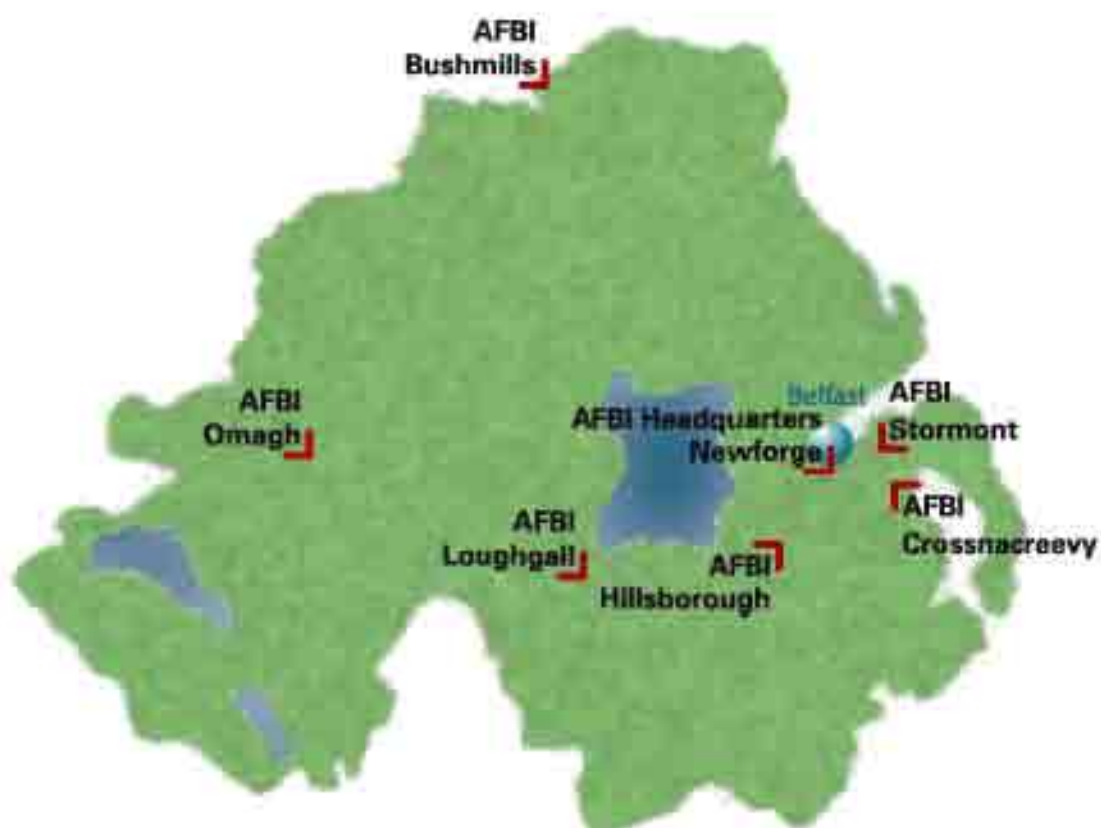 AFBI
Bushmills
AFBI
Omagh
Belfast
AFBI Headquarters
Newforge
AFBI
Stormont
AFBI
Loughgall
AFBI
Hillsborough
AFBI
Crossnacreevy